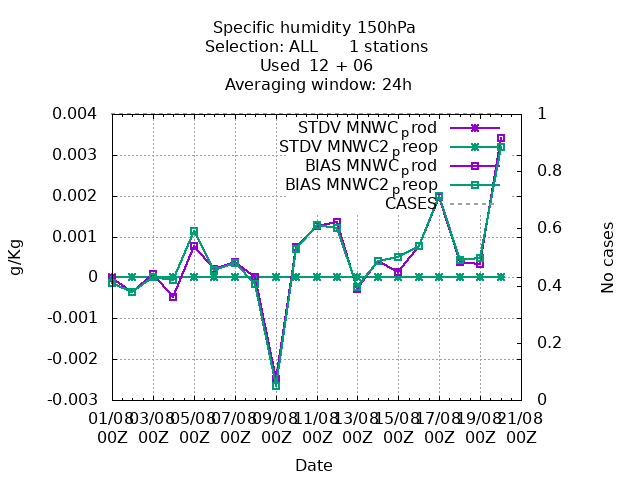 Specific humidity 150hPa
Selection: ALL 1 stations
Used 12 + 06
Averaging window: 24h
0.004
0.003
0.002
0.001
0
-0.001
-0.002
-0.003
g/Kg
STDV MNWC_prod
STDV MNWC2_preop
BIAS MNWC_prod
BIAS MNWC2_preop
CASES
1
0.8
0.6
0.4
0.2
0
No cases
01/08 03/08 05/08 07/08 09/08 11/08 13/08 15/08 17/08 19/08 21/08
00Z 00Z 00Z 00Z 00Z 00Z 00Z 00Z 00Z 00Z 00Z
Date